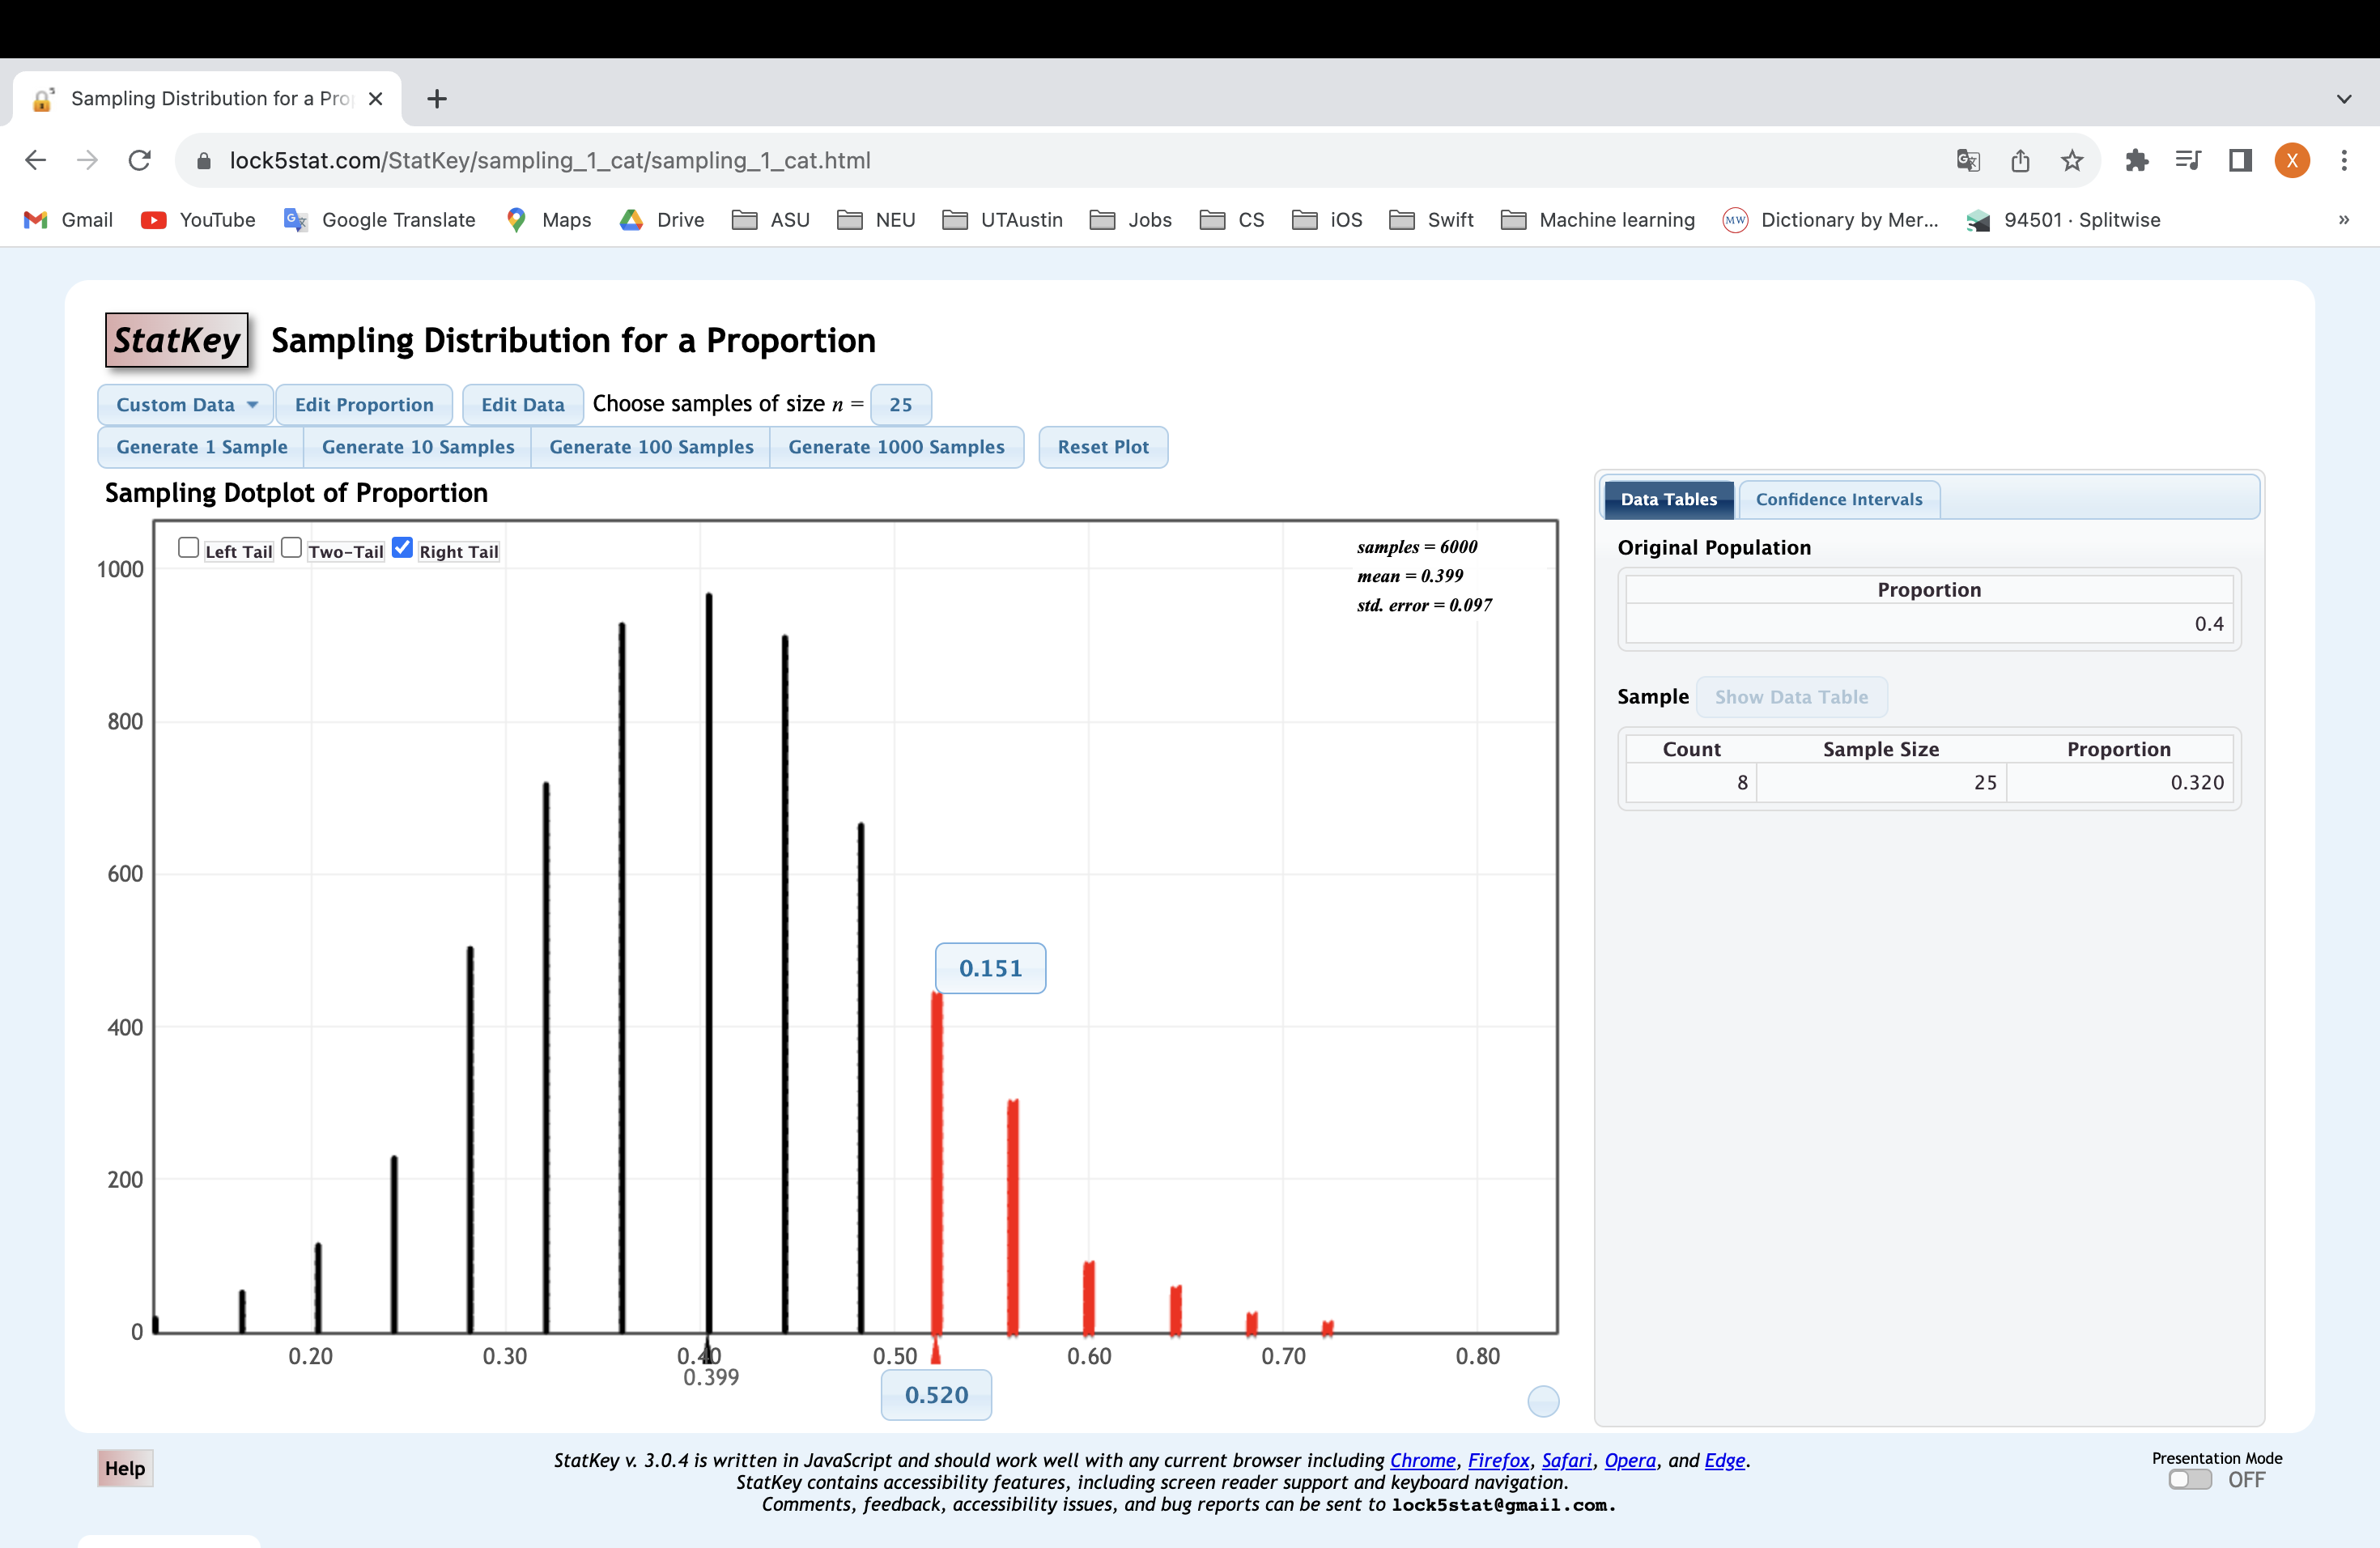 Sampling Distribution for a Pro
lock5stat.com/StatKey/sampling_1_cat/sampling_1_cat.html
X
Gmail YouTube Google Translate Maps Drive ASU NEU UTAustin Jobs CS iOS Swift Machine learning Dictionary by Mer... 94501 · Splitwise »
StatKey Sampling Distribution for a Proportion
Custom Data Edit Proportion Edit Data Choose samples of size n = 25
Generate 1 Sample Generate 10 Samples Generate 100 Samples Generate 1000 Samples Reset Plot
Sampling Dotplot of Proportion
Left Tail Two-Tail Right Tail
samples = 6000
mean = 0.399
std. error = 0.097
1000
800
600
400
200
0
0.151
0.20 0.30 0.40 0.50 0.60 0.70 0.80
0.399
0.520
Data Tables Confidence Intervals
Original Population
Proportion
0.4
Sample Show Data Table
Count Sample Size Proportion
8 25 0.320
Help
StatKey v. 3.0.4 is written in JavaScript and should work well with any current browser including Chrome, Firefox, Safari, Opera, and Edge.
StatKey contains accessibility features, including screen reader support and keyboard navigation.
Comments, feedback, accessibility issues, and bug reports can be sent to lock5stat@gmail.com.
Presentation Mode
OFF